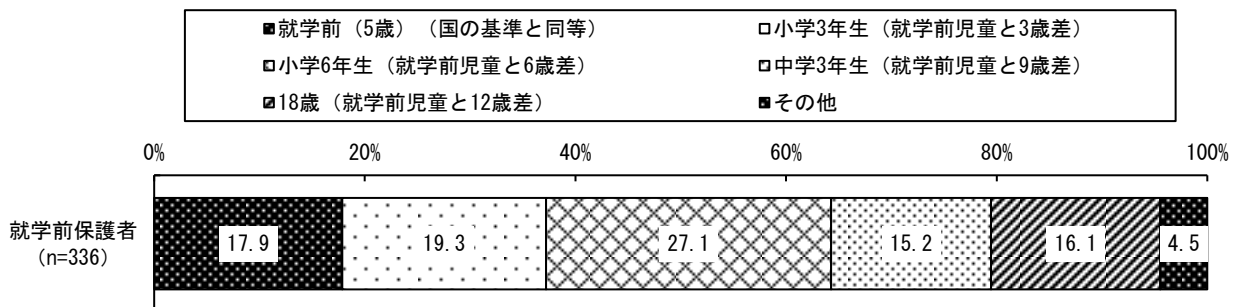 ■就学前（5歳）（国の基準と同等） □小学3年生（就学前児童と3歳差）
□小学6年生（就学前児童と6歳差） □中学3年生（就学前児童と9歳差）
■18歳（就学前児童と12歳差） ■その他
0% 20% 40% 60% 80% 100%
就学前保護者
（n=336）
17.9 19.3 27.1 15.2 16.1 4.5